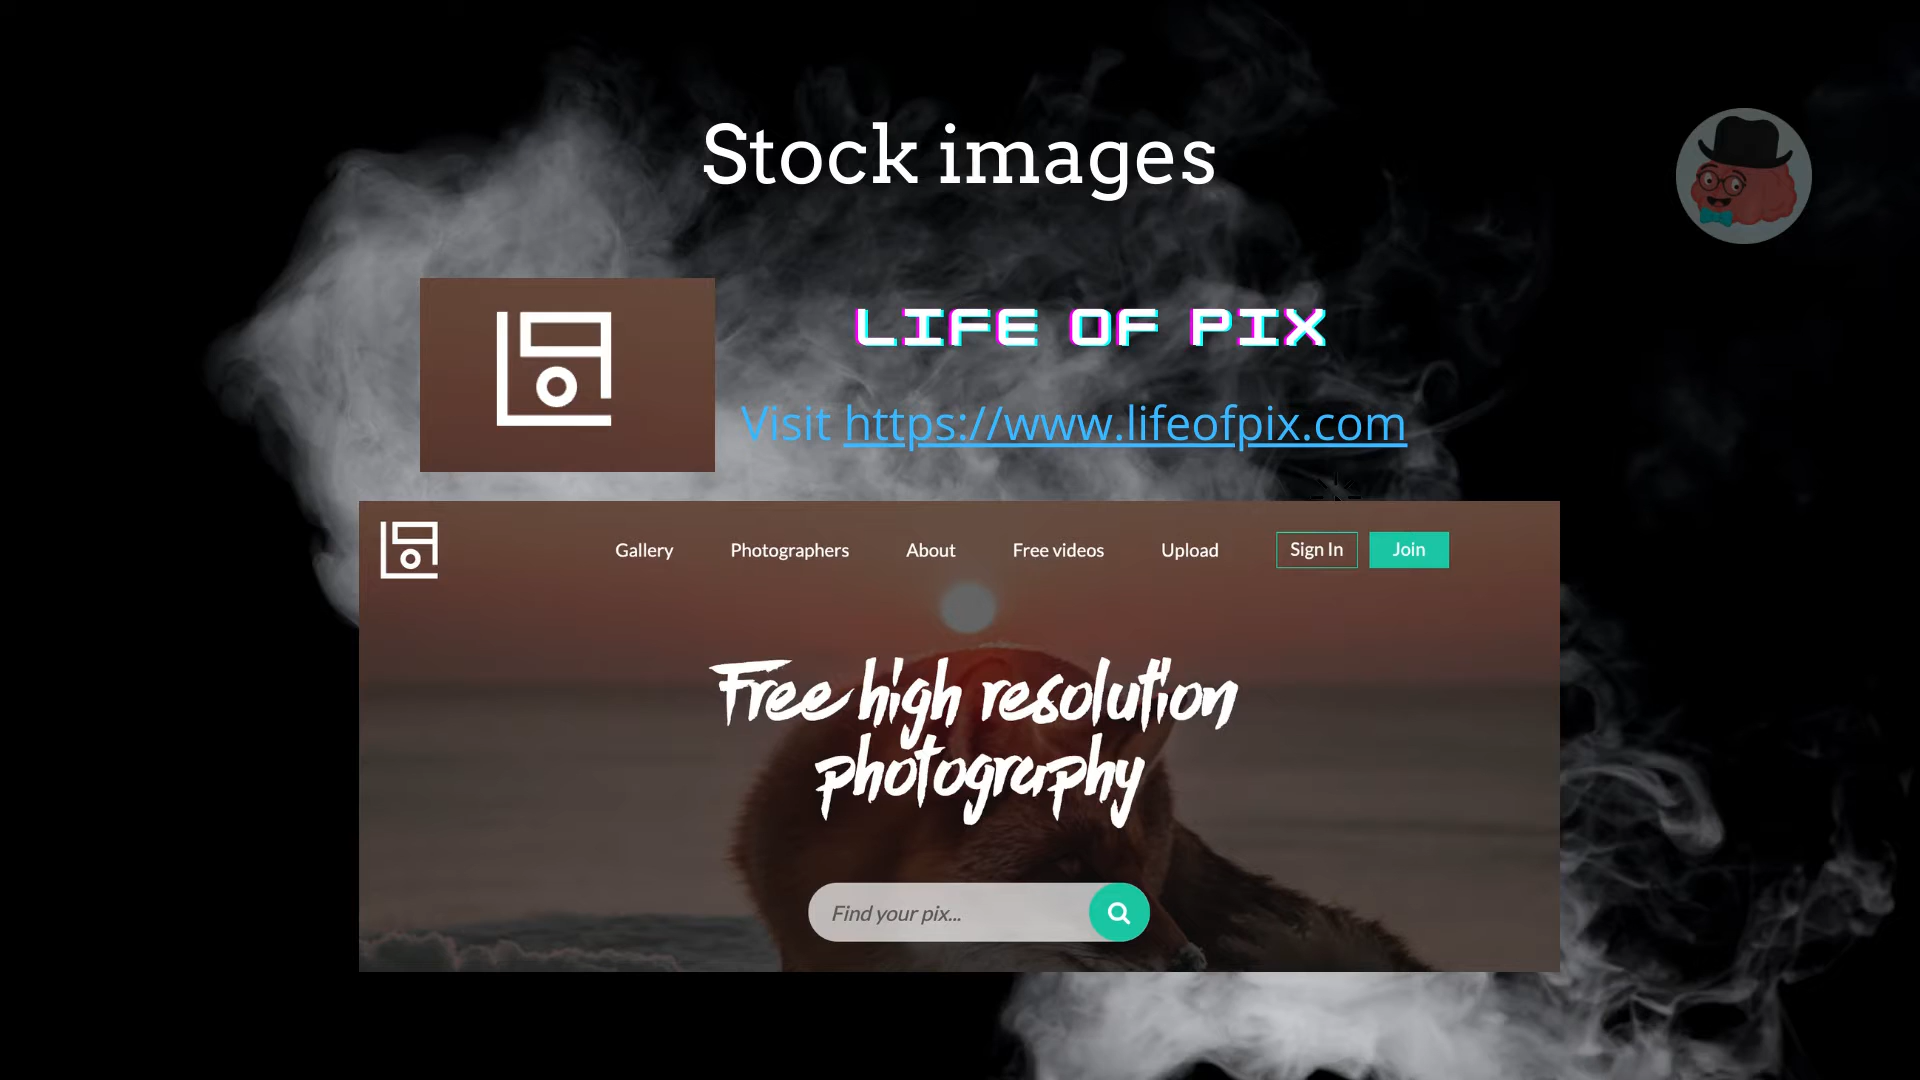 Stock images
LIFE OF PIX
Visit https://www.lifeofpix.com
Gallery Photographers About Free videos Upload Sign In Join
Free high resolution
photography
Find your pix...